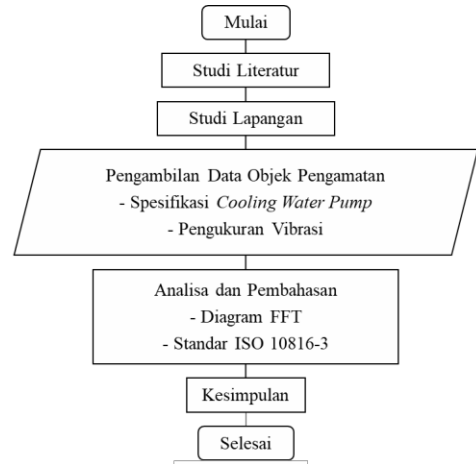 Mulai
Studi Literatur
Studi Lapangan
Pengambilan Data Objek Pengamatan
- Spesifikasi Cooling Water Pump
- Pengukuran Vibrasi
Analisa dan Pembahasan
- Diagram FFT
- Standar ISO 10816-3
Kesimpulan
Selesai